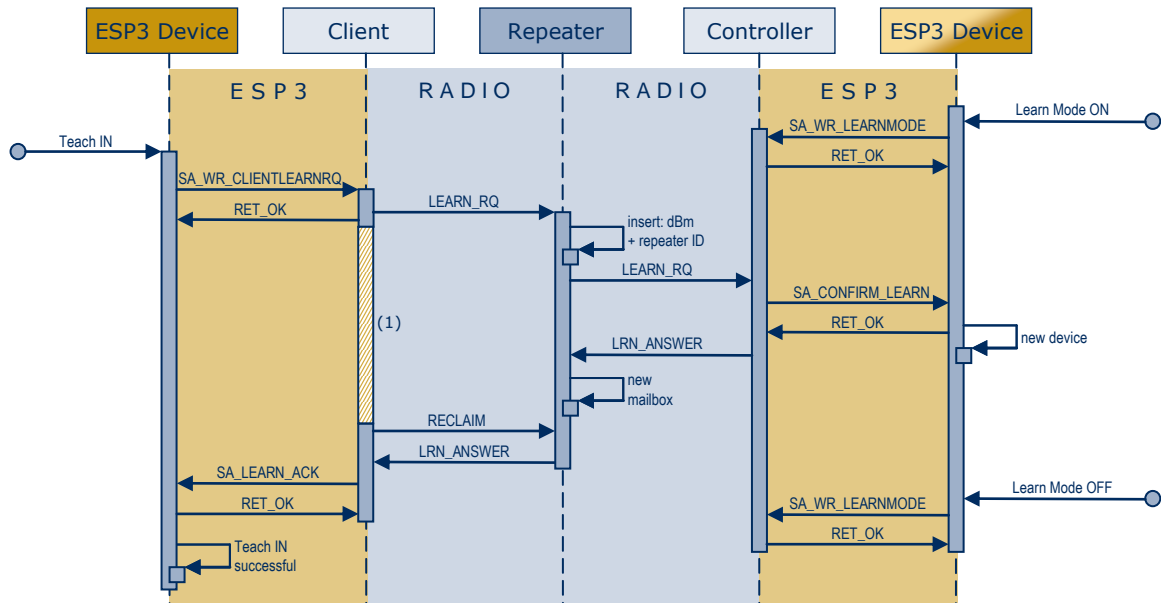 ESP3 Device
Client
Repeater
Controller
ESP3 Device
ESP3
RADIO
RADIO
ESP3
Learn Mode ON
SA_WR_LEARNMODE
Teach IN
RET_OK
SA_WR_CLIENTLEARNRQ
LEARN_RQ
RET_OK
insert: dBm
+ repeater ID
LEARN_RQ
SA_CONFIRM_LEARN
(1)
RET_OK
new device
LRN_ANSWER
new
mailbox
RECLAIM
LRN_ANSWER
SA_LEARN_ACK
Learn Mode OFF
RET_OK
SA_WR_LEARNMODE
RET_OK
Teach IN
successful